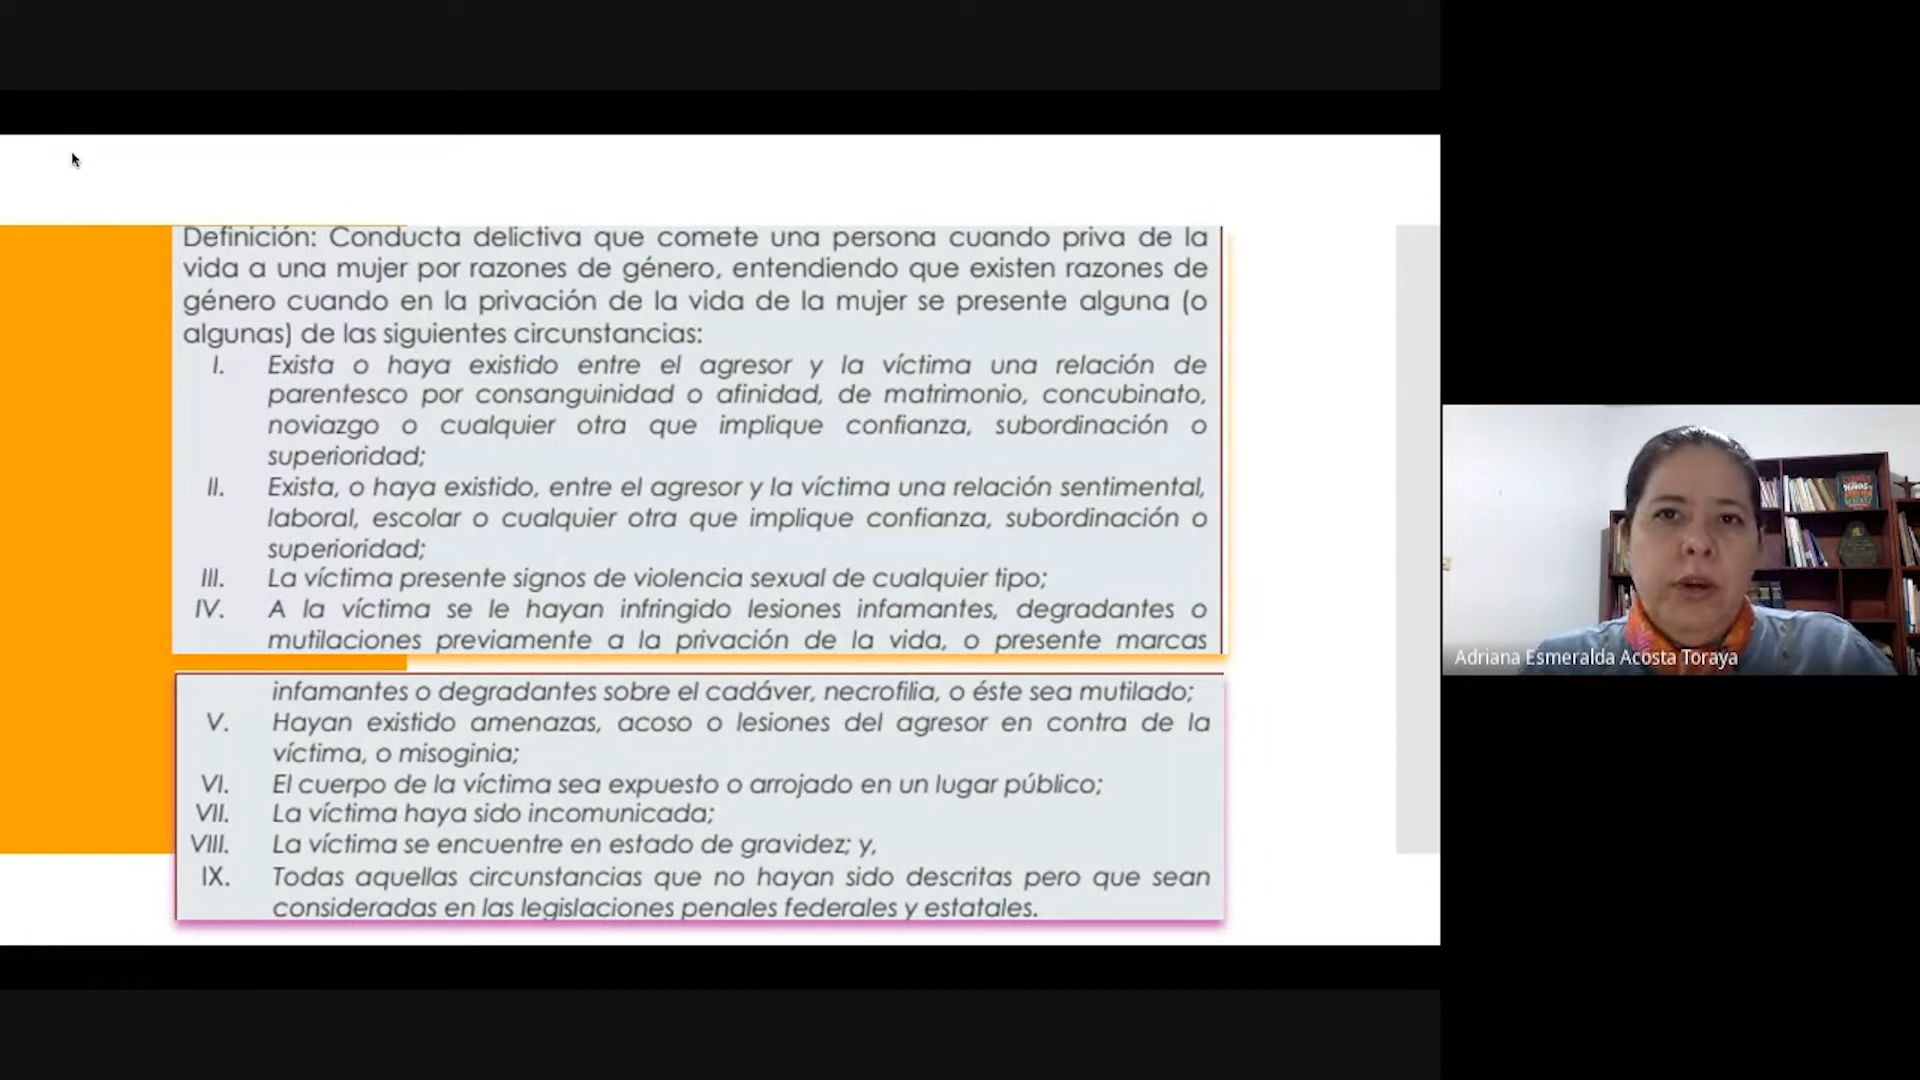 Definición: Conducta delictiva que comete una persona cuando priva de la
vida a una mujer por razones de género, entendiendo que existen razones de
género cuando en la privación de la vida de la mujer se presente alguna (o
algunas) de las siguientes circunstancias:
I. Exista o haya existido entre el agresor y la víctima una relación de
parentesco por consanguinidad o afinidad, de matrimonio, concubinato,
noviazgo o cualquier otra que implique confianza, subordinación o
superioridad;
II. Exista, o haya existido, entre el agresor y la víctima una relación sentimental,
laboral, escolar o cualquier otra que implique confianza, subordinación o
superioridad;
III. La víctima presente signos de violencia sexual de cualquier tipo;
IV. A la víctima se le hayan infringido lesiones infamantes, degradantes o
mutilaciones previamente a la privación de la vida, o presente marcas
infamantes o degradantes sobre el cadáver, necrofilia, o éste sea mutilado;
V. Hayan existido amenazas, acoso o lesiones del agresor en contra de la
víctima, o misoginia;
VI. El cuerpo de la víctima sea expuesto o arrojado en un lugar público;
VII. La víctima haya sido incomunicada;
VIII. La víctima se encuentre en estado de gravidez; y,
IX. Todas aquellas circunstancias que no hayan sido descritas pero que sean
consideradas en las legislaciones penales federales y estatales.
Adriana Esmeralda Acosta Toraya